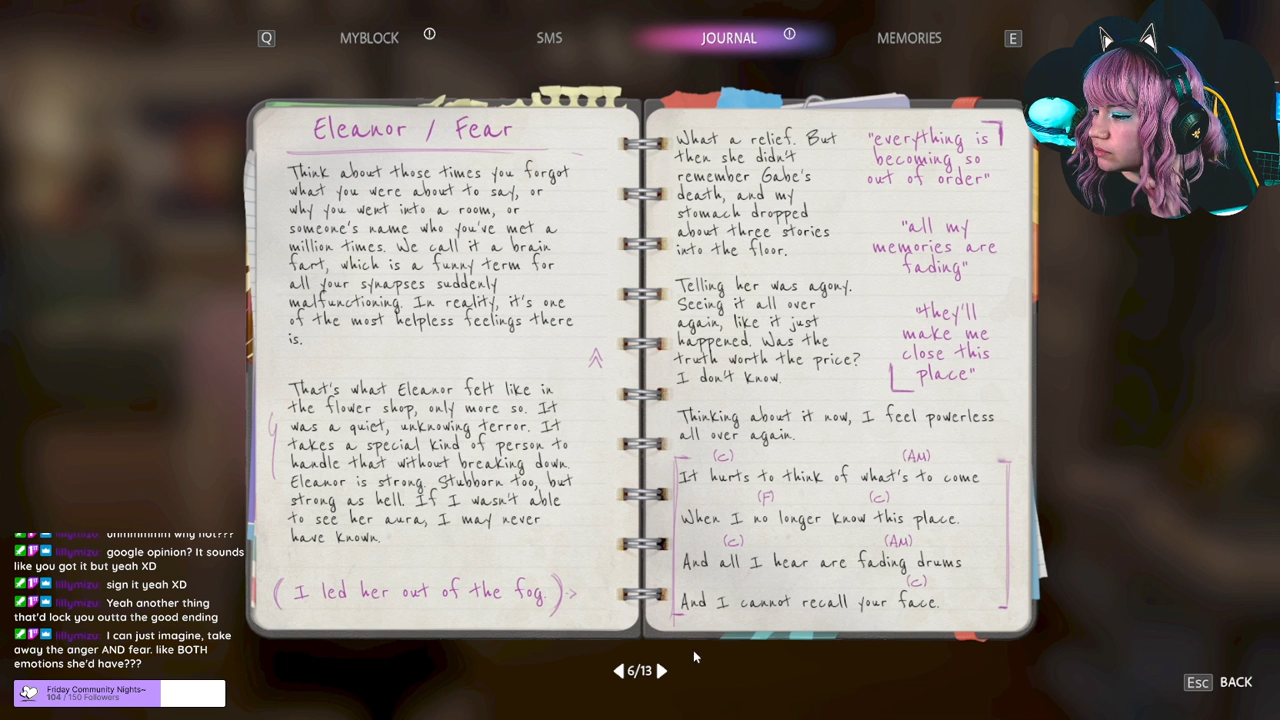 Q
MYBLOCK
SMS
JOURNAL
MEMORIES
E
Eleanor / Fear
Think about those times you forgot
what you were about to say, or
why you went into a room, or
someone's name who you've met a
million times. We call it a brain
fart, which is a funny term for
all your synapses suddenly
malfunctioning. In reality, it's one
of the most helpless feelings there
is.
That's what Eleanor felt like in
the flower shop, only more so. It
was a quiet, unknowing terror. It
takes a special kind of person to
handle that without breaking down.
Eleanor is strong. Stubborn too, but
strong as hell. If I wasn't able
to see her aura, I may never
have known.
(I led her out of the fog.)
What a relief. But
then she didn't
remember Gabe's
death, and my
stomach dropped
about three stories
into the floor.
"everything is
becoming so
out of order"
"all my
memories are
fading"
"they'll
make me
close this
place"
Telling her was agony.
Seeing it all over
again, like it just
happened. Was the
truth worth the price?
I don't know.
Thinking about it now, I feel powerless
all over again.
(C) (AM)
It hurts to think of what's to come
(F) (C)
When I no longer know this place.
(C) (AM)
And all I hear are fading drums
(C)
And I cannot recall your face.
6/13
Esc BACK
lillymizu: uhmmmmm why not???
lillymizu: google opinion? It sounds
like you got it but yeah XD
lillymizu: sign it yeah XD
lillymizu: Yeah another thing
that'd lock you outta the good ending
lillymizu: I can just imagine, take
away the anger AND fear. like BOTH
emotions she'd have???
Friday Community Nights~
104 / 150 Followers